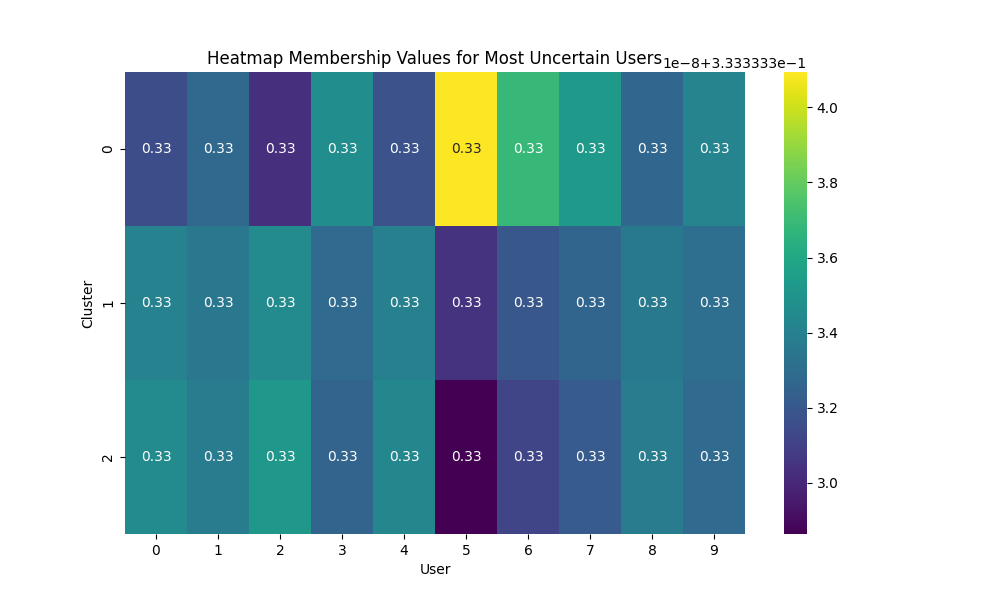 Heatmap Membership Values for Most Uncertain Users
1e−8+3.333333e−1
0 0.33 0.33 0.33 0.33 0.33 0.33 0.33 0.33 0.33 0.33
1 0.33 0.33 0.33 0.33 0.33 0.33 0.33 0.33 0.33 0.33
2 0.33 0.33 0.33 0.33 0.33 0.33 0.33 0.33 0.33 0.33
Cluster
0 1 2 3 4 5 6 7 8 9
User
4.0
3.8
3.6
3.4
3.2
3.0